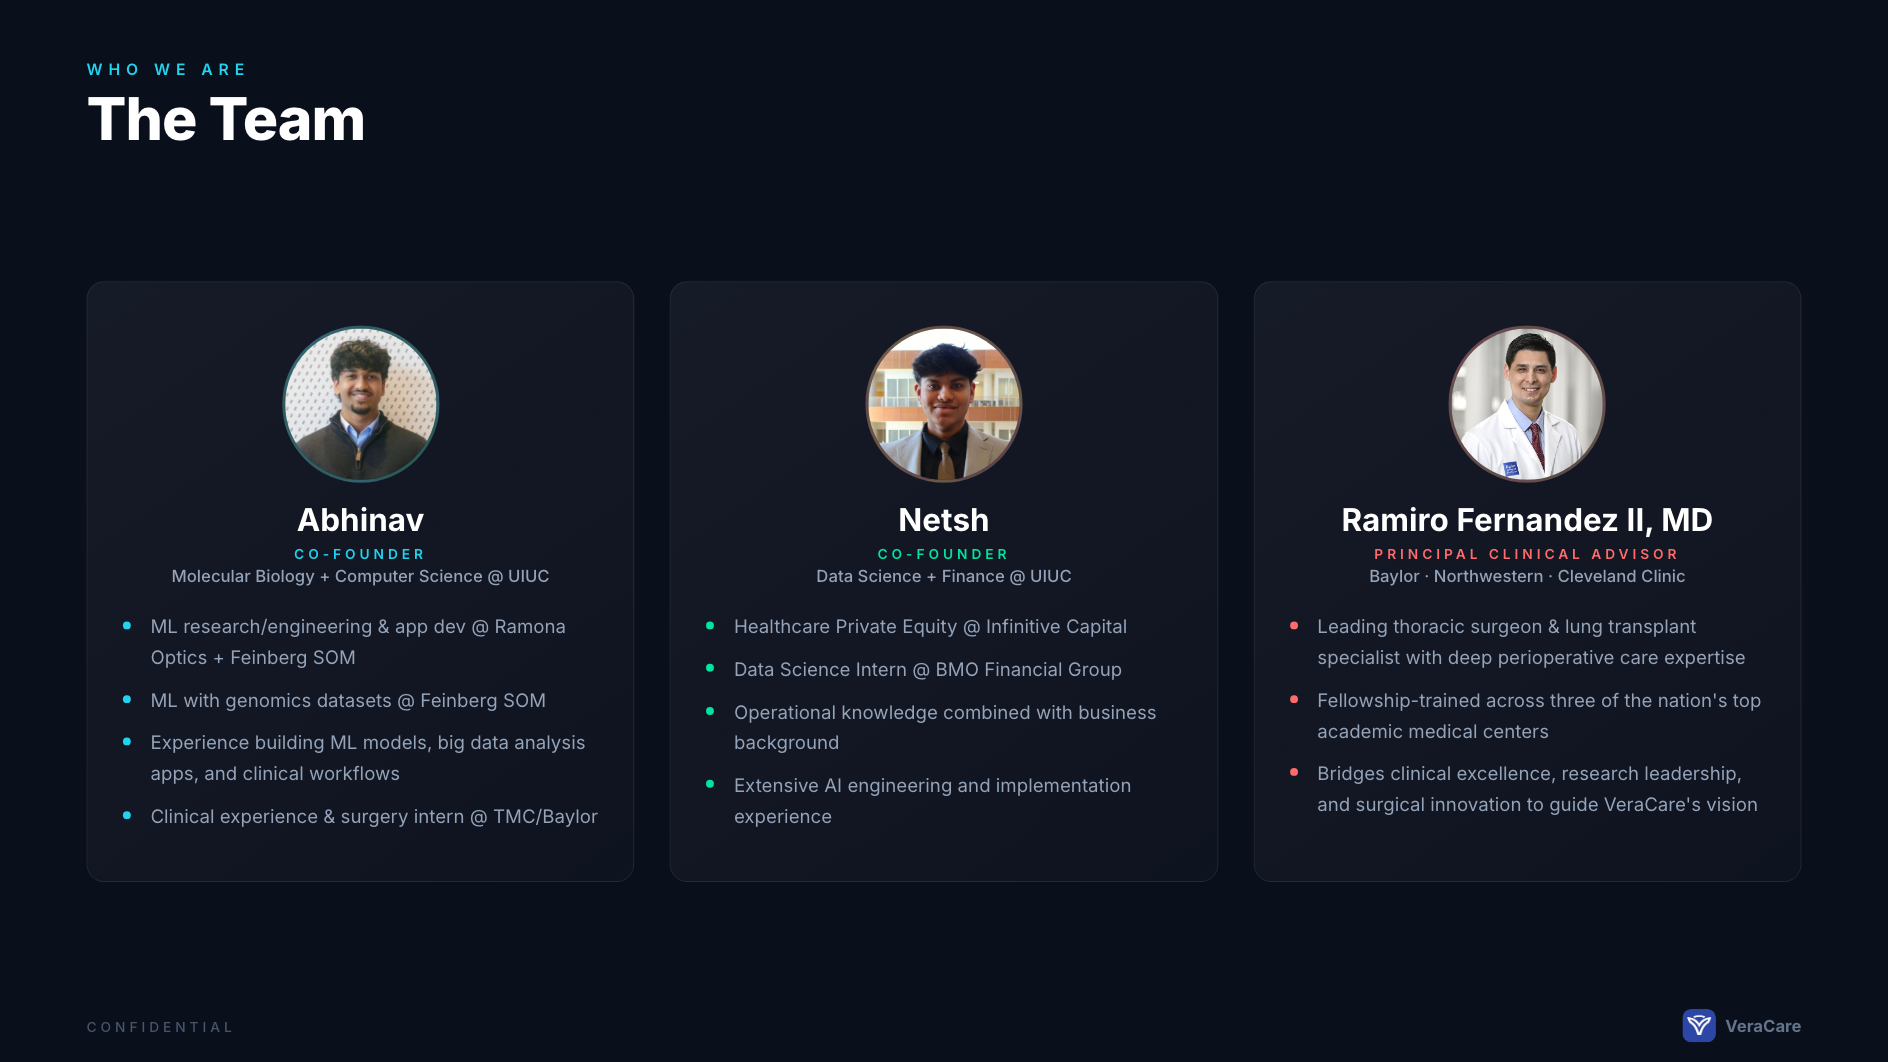 WHO WE ARE
The Team
Abhinav
CO-FOUNDER
Molecular Biology + Computer Science @ UIUC
ML research/engineering & app dev @ Ramona
Optics + Feinberg SOM
ML with genomics datasets @ Feinberg SOM
Experience building ML models, big data analysis
apps, and clinical workflows
Clinical experience & surgery intern @ TMC/Baylor
Netsh
CO-FOUNDER
Data Science + Finance @ UIUC
Healthcare Private Equity @ Infinitive Capital
Data Science Intern @ BMO Financial Group
Operational knowledge combined with business
background
Extensive AI engineering and implementation
experience
Ramiro Fernandez II, MD
PRINCIPAL CLINICAL ADVISOR
Baylor · Northwestern · Cleveland Clinic
Leading thoracic surgeon & lung transplant
specialist with deep perioperative care expertise
Fellowship-trained across three of the nation's top
academic medical centers
Bridges clinical excellence, research leadership,
and surgical innovation to guide VeraCare's vision
CONFIDENTIAL
VeraCare